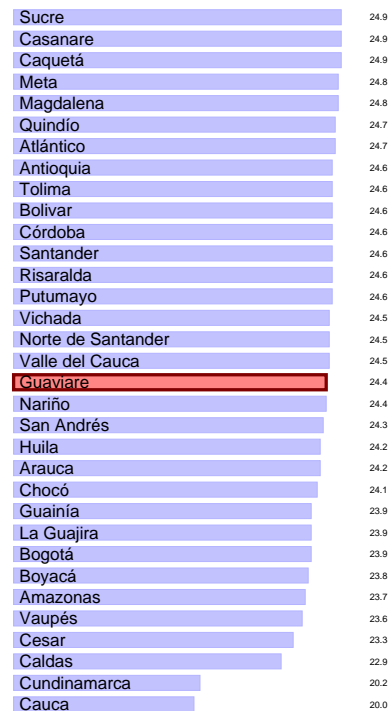 Sucre 24.9
Casanare 24.9
Caquetá 24.9
Meta 24.8
Magdalena 24.8
Quindío 24.7
Atlántico 24.7
Antioquia 24.6
Tolima 24.6
Bolivar 24.6
Córdoba 24.6
Santander 24.6
Risaralda 24.6
Putumayo 24.6
Vichada 24.5
Norte de Santander 24.5
Valle del Cauca 24.5
Guaviare 24.4
Nariño 24.4
San Andrés 24.3
Huila 24.2
Arauca 24.2
Chocó 24.1
Guainía 23.9
La Guajira 23.9
Bogotá 23.9
Boyacá 23.8
Amazonas 23.7
Vaupés 23.6
Cesar 23.3
Caldas 22.9
Cundinamarca 20.2
Cauca 20.0